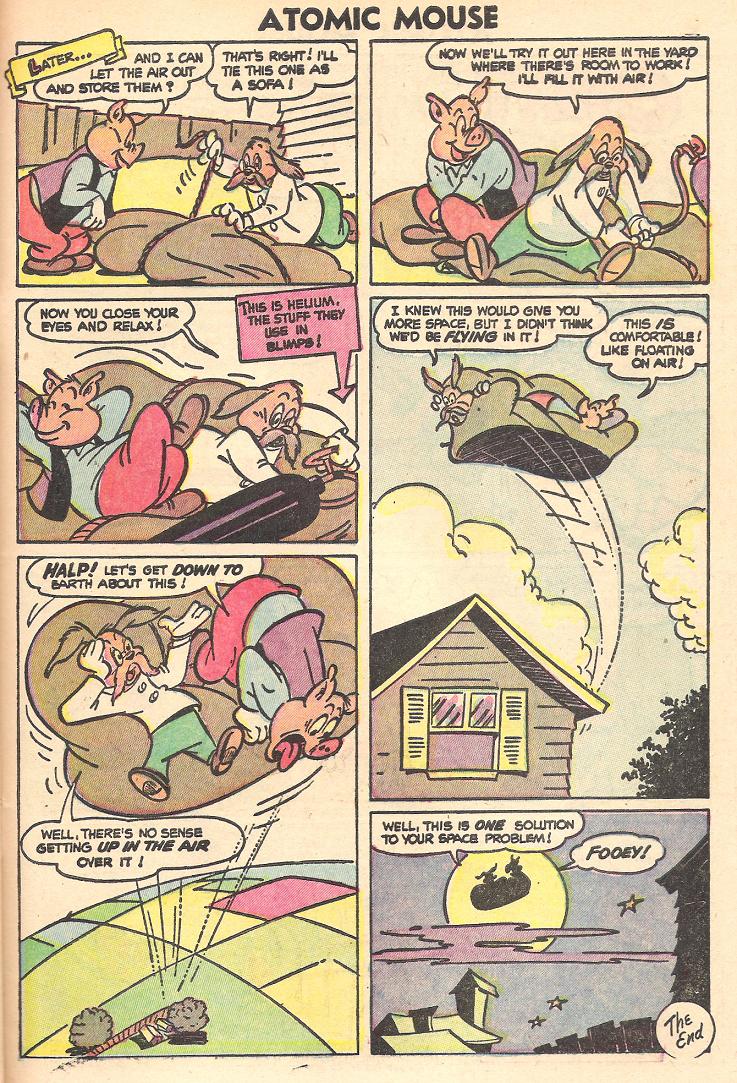 ATOMIC MOUSE
LATER...
AND I CAN
LET THE AIR OUT
AND STORE THEM?
THAT'S RIGHT! I'LL
TIE THIS ONE AS
A SOFA!
NOW WE'LL TRY IT OUT HERE IN THE YARD
WHERE THERE'S ROOM TO WORK!
I'LL FILL IT WITH AIR!
NOW YOU CLOSE YOUR
EYES AND RELAX!
THIS IS HELIUM,
THE STUFF THEY
USE IN
BLIMPS!
I KNEW THIS WOULD GIVE YOU
MORE SPACE, BUT I DIDN'T THINK
WE'D BE FLYING IN IT!
THIS IS
COMFORTABLE!
LIKE FLOATING
ON AIR!
HALP! LET'S GET DOWN TO
EARTH ABOUT THIS!
WELL, THERE'S NO SENSE
GETTING UP IN THE AIR
OVER IT!
WELL, THIS IS ONE SOLUTION
TO YOUR SPACE PROBLEM!
FOOEY!
The
End